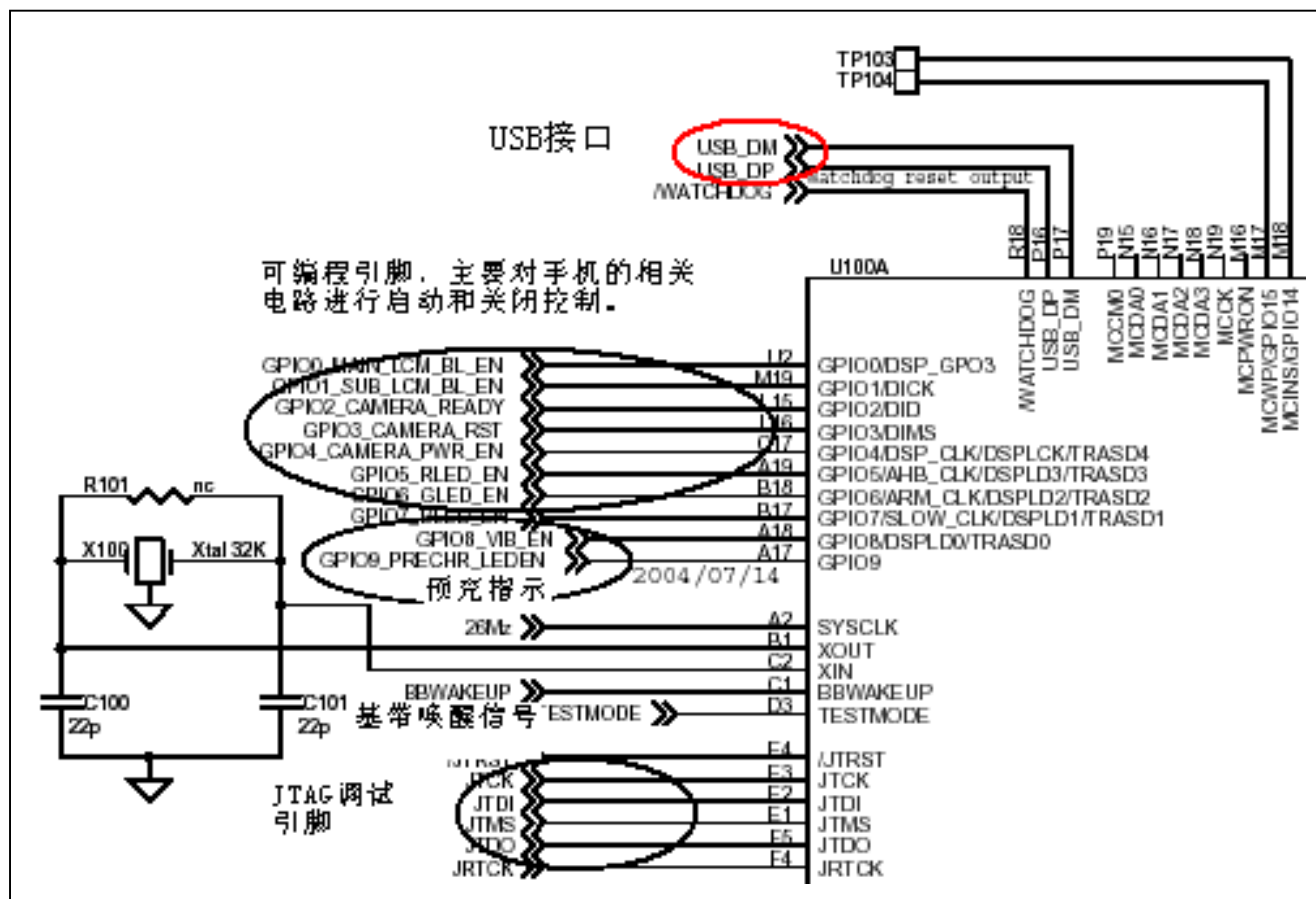 TP103
TP104
USB接口
USB_DM
USB_DP
watchdog reset output
/WATCHDOG
R18
P16
P17
P19
N15
N16
N17
N18
N19
M16
M17
M18
可编程引脚，主要对手机的相关
电路进行启动和关闭控制。
U100A
/WATCHDOG
USB_DP
USB_DM
MCCM0
MCDA0
MCDA1
MCDA2
MCDA3
MCCK
MCPWRON
MCWP/GPIO15
MCINS/GPIO14
GPIO0_MAIN_LCM_BL_EN U2 GPIO0/DSP_GPO3
GPIO1_SUB_LCM_BL_EN M19 GPIO1/DICK
GPIO2_CAMERA_READY L15 GPIO2/DID
GPIO3_CAMERA_RST GPIO3/DIMS
GPIO4_CAMERA_PWR_EN GPIO4/DSP_CLK/DSPLCK/TRASD4
GPIO5_RLED_EN A19 GPIO5/AHB_CLK/DSPLD3/TRASD3
GPIO6_GLED_EN B18 GPIO6/ARM_CLK/DSPLD2/TRASD2
GPIO7_BLED_EN B17 GPIO7/SLOW_CLK/DSPLD1/TRASD1
GPIO8_VIB_EN A18 GPIO8/DSPLD0/TRASD0
GPIO9_PRECHR_LEDEN A17 GPIO9
预充指示
2004/07/14
R101 nc
X100 Xtal 32K
26Mz A2 SYSCLK
B1 XOUT
C2 XIN
BBWAKEUP C1 BBWAKEUP
基带唤醒信号
ESTMODE D3 TESTMODE
C100
22p
C101
22p
JTAG调试
引脚
/JTRST F4 /JTRST
JTCK E3 JTCK
JTDI E2 JTDI
JTMS E1 JTMS
JTDO F5 JTDO
JRTCK F4 JRTCK